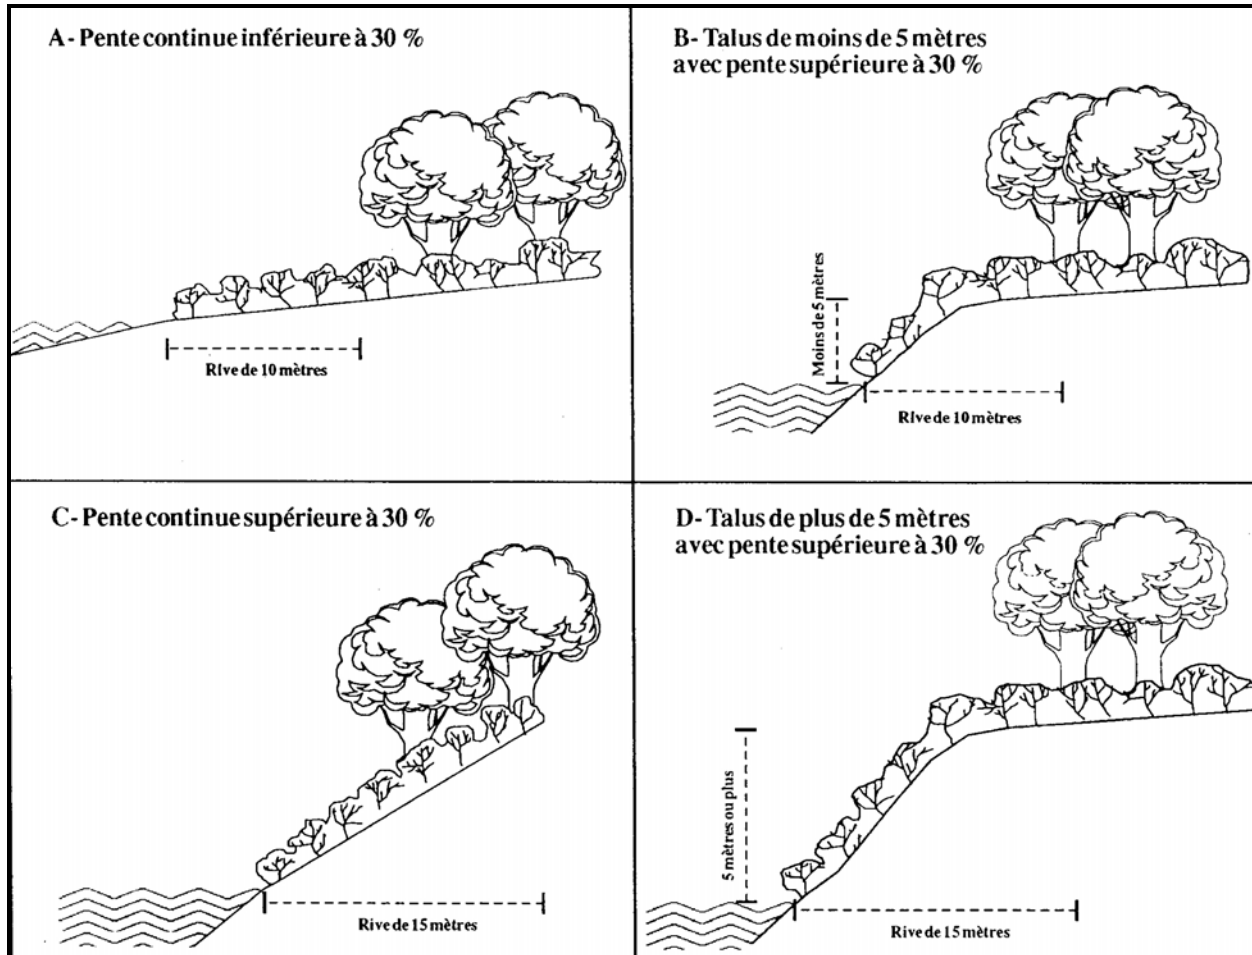 A- Pente continue inférieure à 30 %
Rive de 10 mètres
B- Talus de moins de 5 mètres
avec pente supérieure à 30 %
Moins de 5 mètres
Rive de 10 mètres
C- Pente continue supérieure à 30 %
Rive de 15 mètres
D- Talus de plus de 5 mètres
avec pente supérieure à 30 %
5 mètres ou plus
Rive de 15 mètres